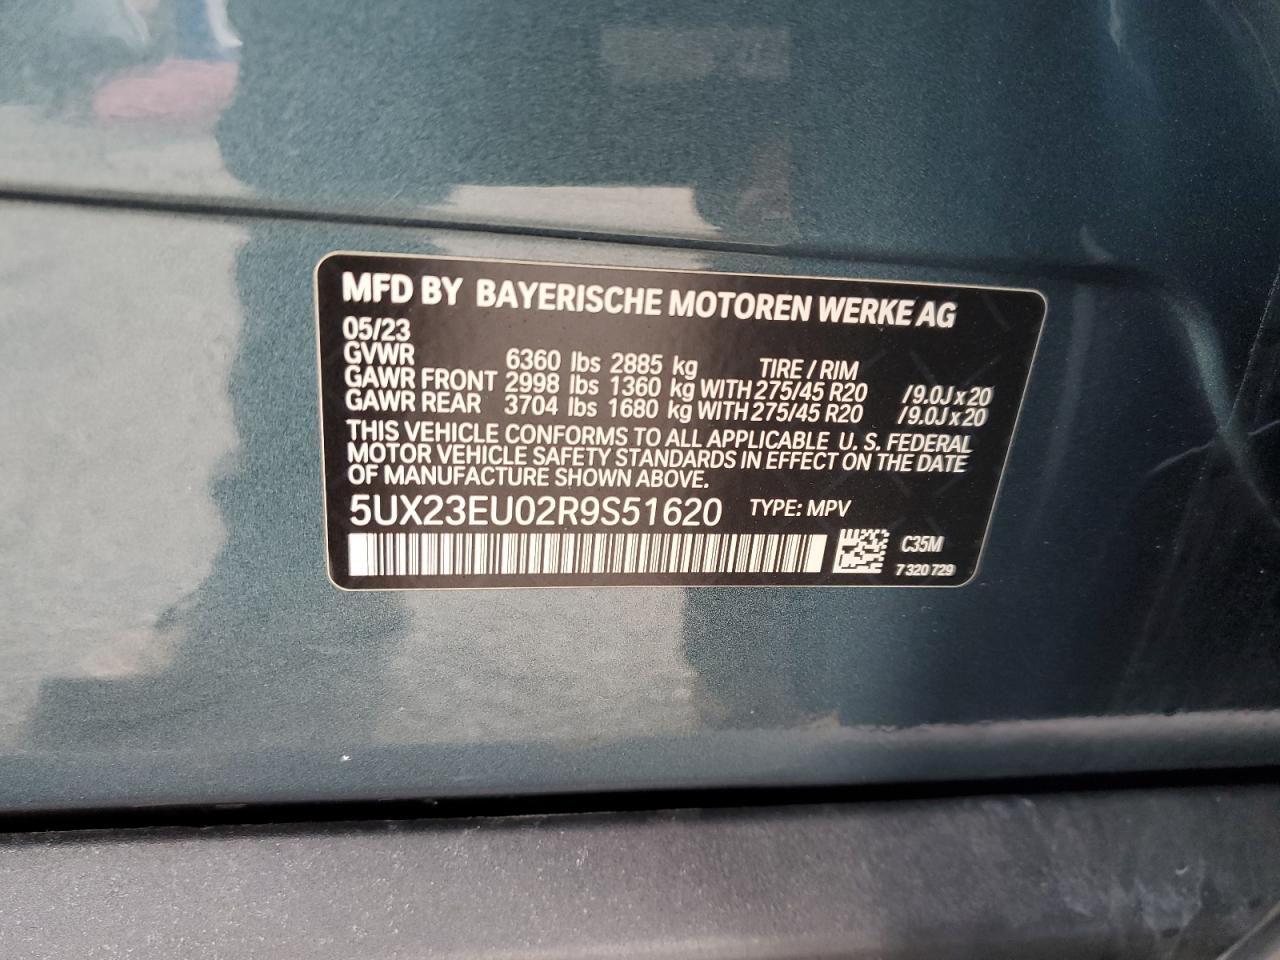 MFD BY BAYERISCHE MOTOREN WERKE AG
05/23
GVWR 6360 lbs 2885 kg TIRE / RIM
GAWR FRONT 2998 lbs 1360 kg WITH 275/45 R20 /9.0J x 20
GAWR REAR 3704 lbs 1680 kg WITH 275/45 R20 /9.0J x 20
THIS VEHICLE CONFORMS TO ALL APPLICABLE U. S. FEDERAL
MOTOR VEHICLE SAFETY STANDARDS IN EFFECT ON THE DATE
OF MANUFACTURE SHOWN ABOVE.
5UX23EU02R9S51620 TYPE: MPV
C35M
7 320 729